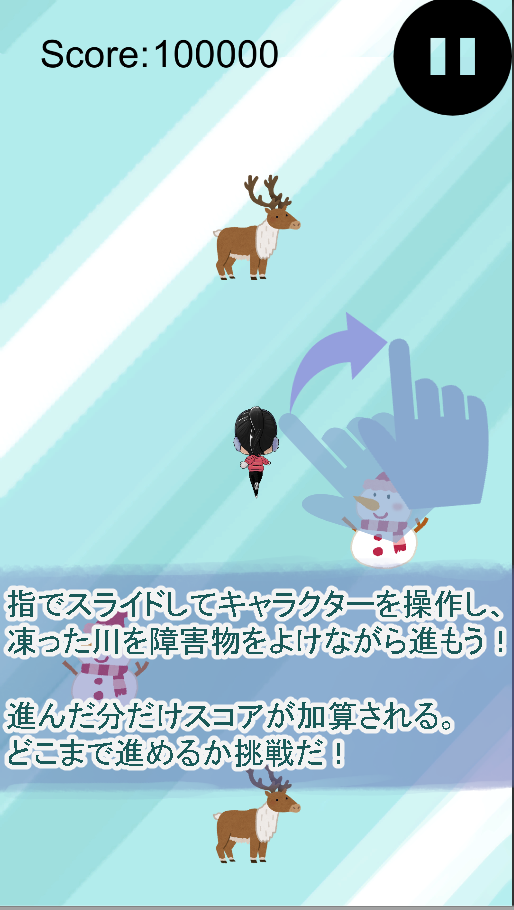 Score:100000
指でスライドしてキャラクターを操作し、
凍った川を障害物をよけながら進もう！
進んだ分だけスコアが加算される。
どこまで進めるか挑戦だ！